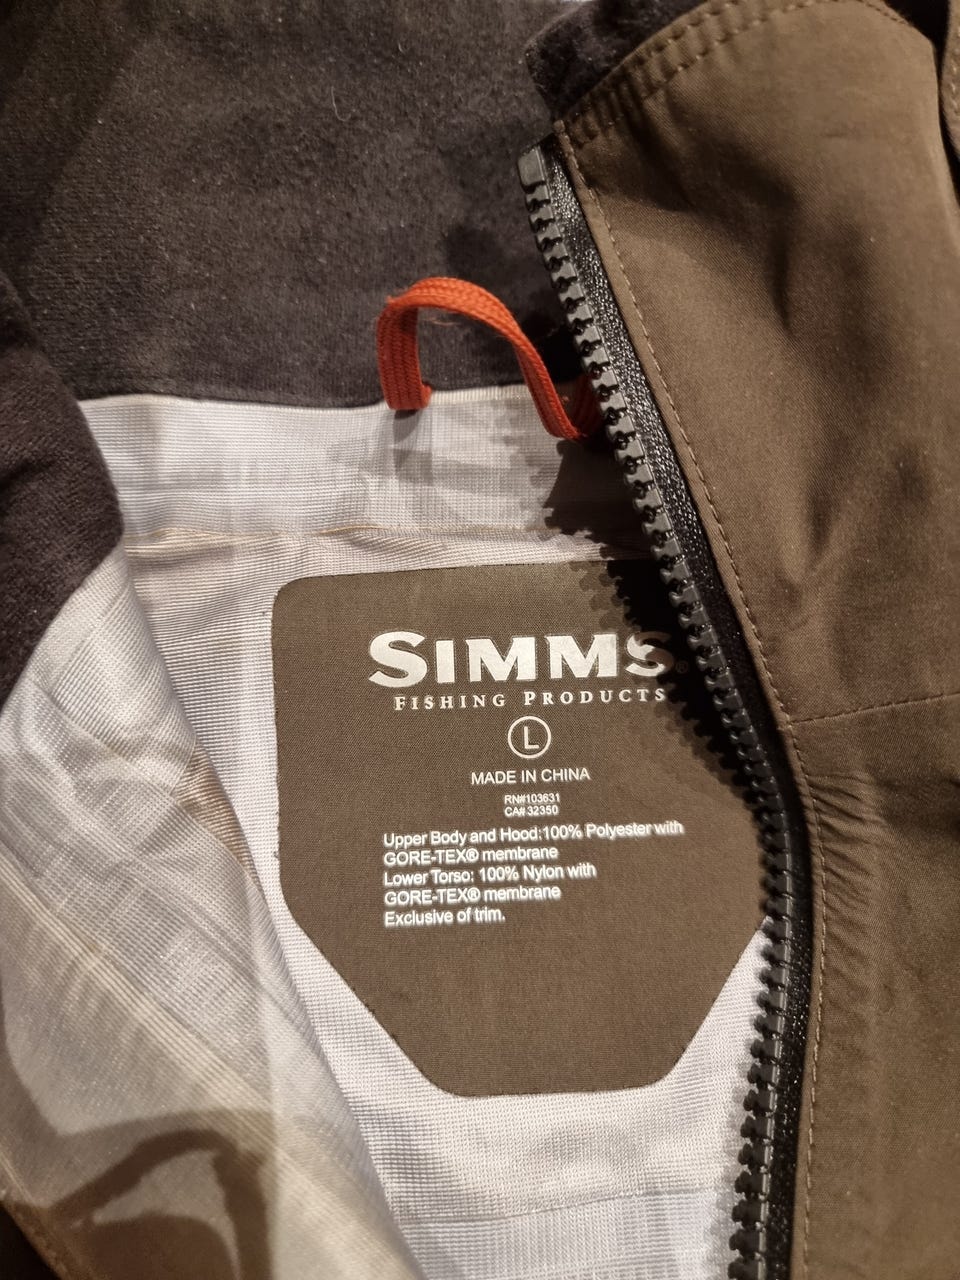 SIMMS®
FISHING PRODUCTS
L
MADE IN CHINA
RN#103631
CA# 32350
Upper Body and Hood:100% Polyester with
GORE-TEX® membrane
Lower Torso: 100% Nylon with
GORE-TEX® membrane
Exclusive of trim.